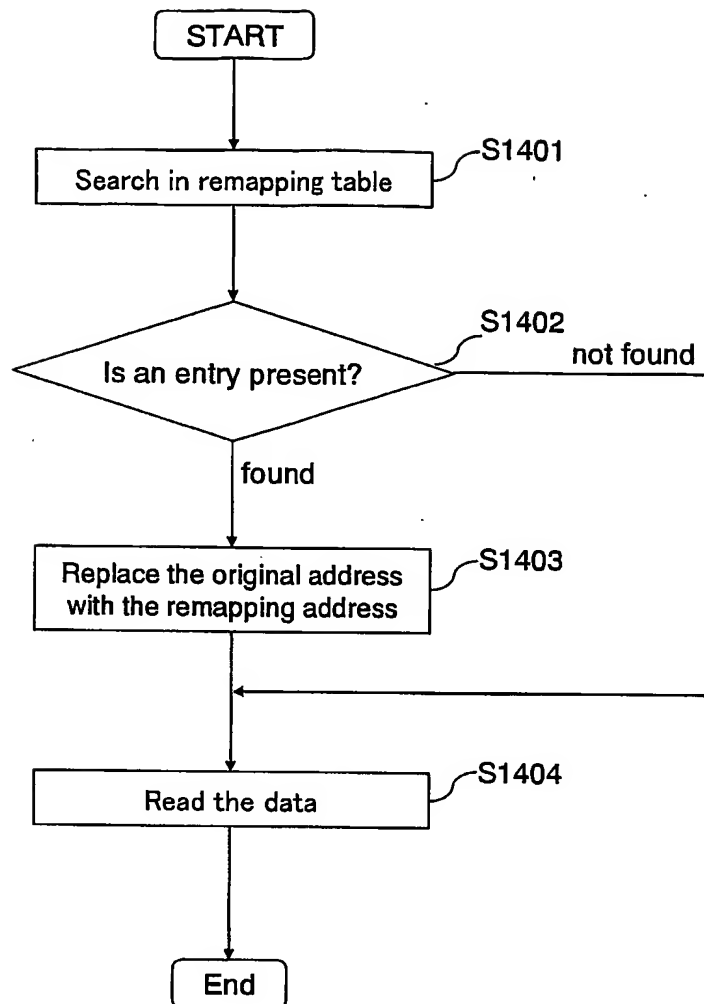 START
S1401
Search in remapping table
S1402
not found
Is an entry present?
found
S1403
Replace the original address
with the remapping address
S1404
Read the data
End